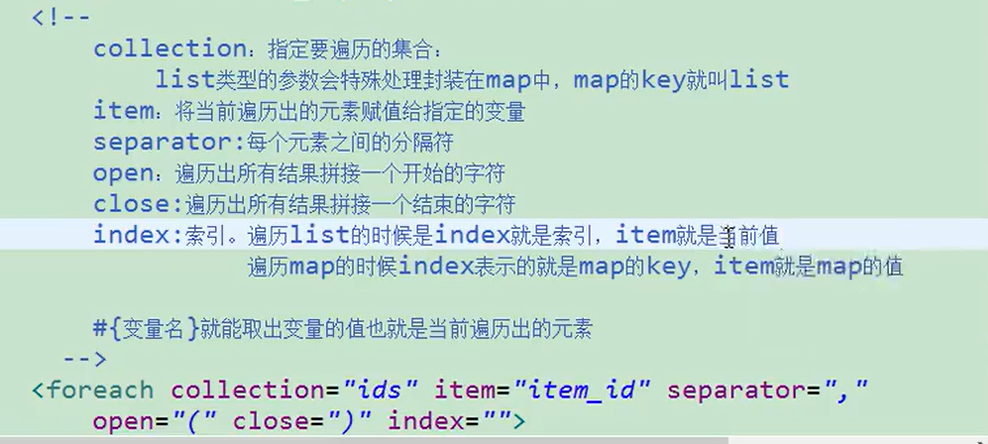 <!--
collection：指定要遍历的集合：
list类型的参数会特殊处理封装在map中，map的key就叫list
item：将当前遍历出的元素赋值给指定的变量
separator:每个元素之间的分隔符
open：遍历出所有结果拼接一个开始的字符
close:遍历出所有结果拼接一个结束的字符
index:索引。遍历list的时候是index就是索引，item就是当前值
遍历map的时候index表示的就是map的key，item就是map的值
#{变量名}就能取出变量的值也就是当前遍历出的元素
-->
<foreach collection="ids" item="item_id" separator=","
open="(" close=")" index="">